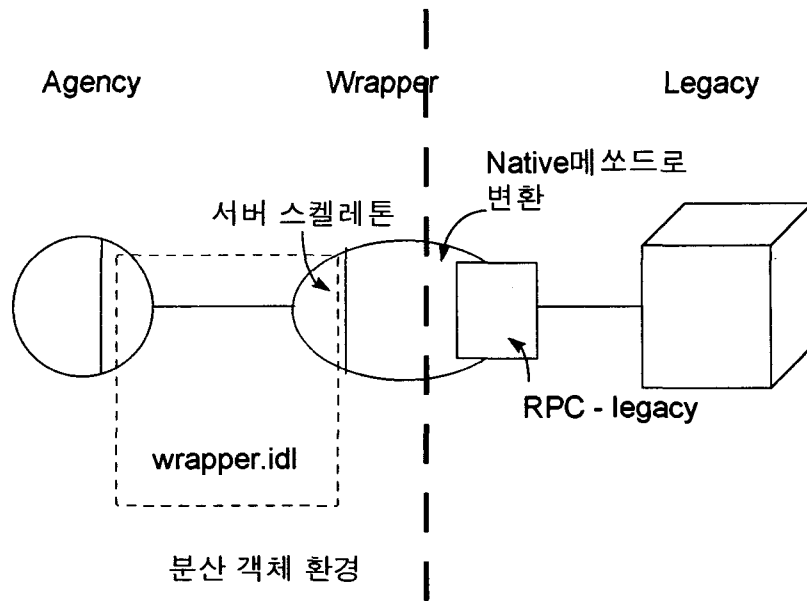 Agency
Wrapper
Legacy
Native메쏘드로
변환
서버 스켈레톤
RPC - legacy
wrapper.idl
분산 객체 환경